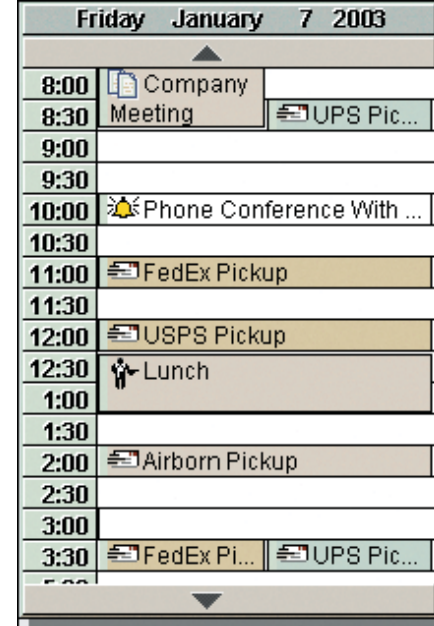 Friday January 7 2003
8:00 Company
8:30 Meeting UPS Pic...
9:00
9:30
10:00 Phone Conference With ...
10:30
11:00 FedEx Pickup
11:30
12:00 USPS Pickup
12:30 Lunch
1:00
1:30
2:00 Airborn Pickup
2:30
3:00
3:30 FedEx Pi... UPS Pic...